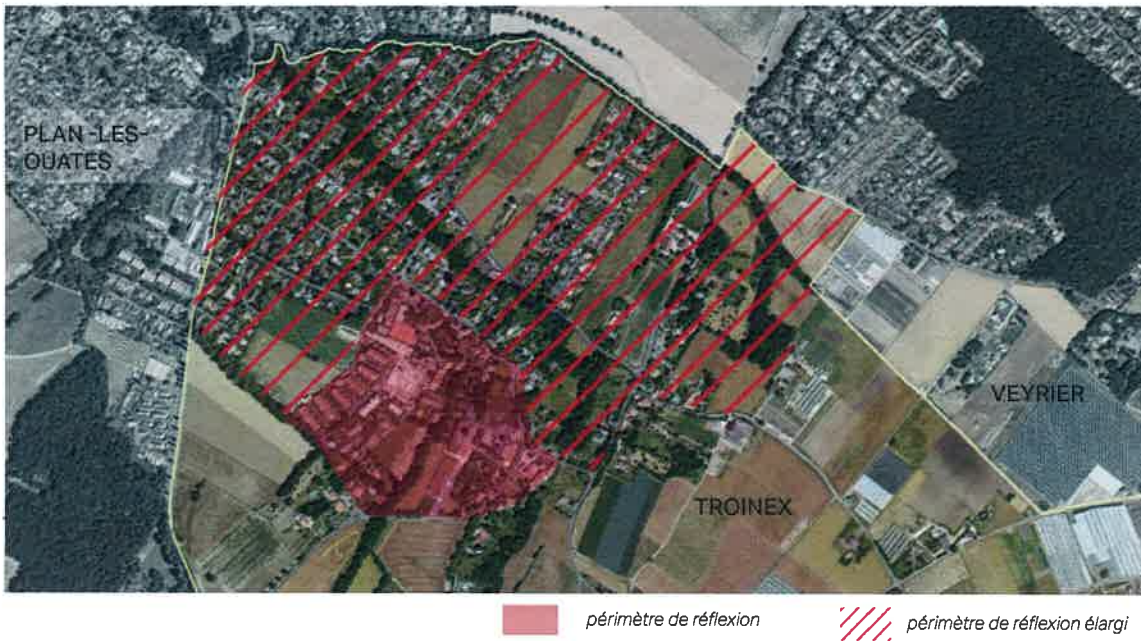 PLAN-LES-
OUATES
VEYRIER
TROINEX
périmètre de réflexion
périmètre de réflexion élargi